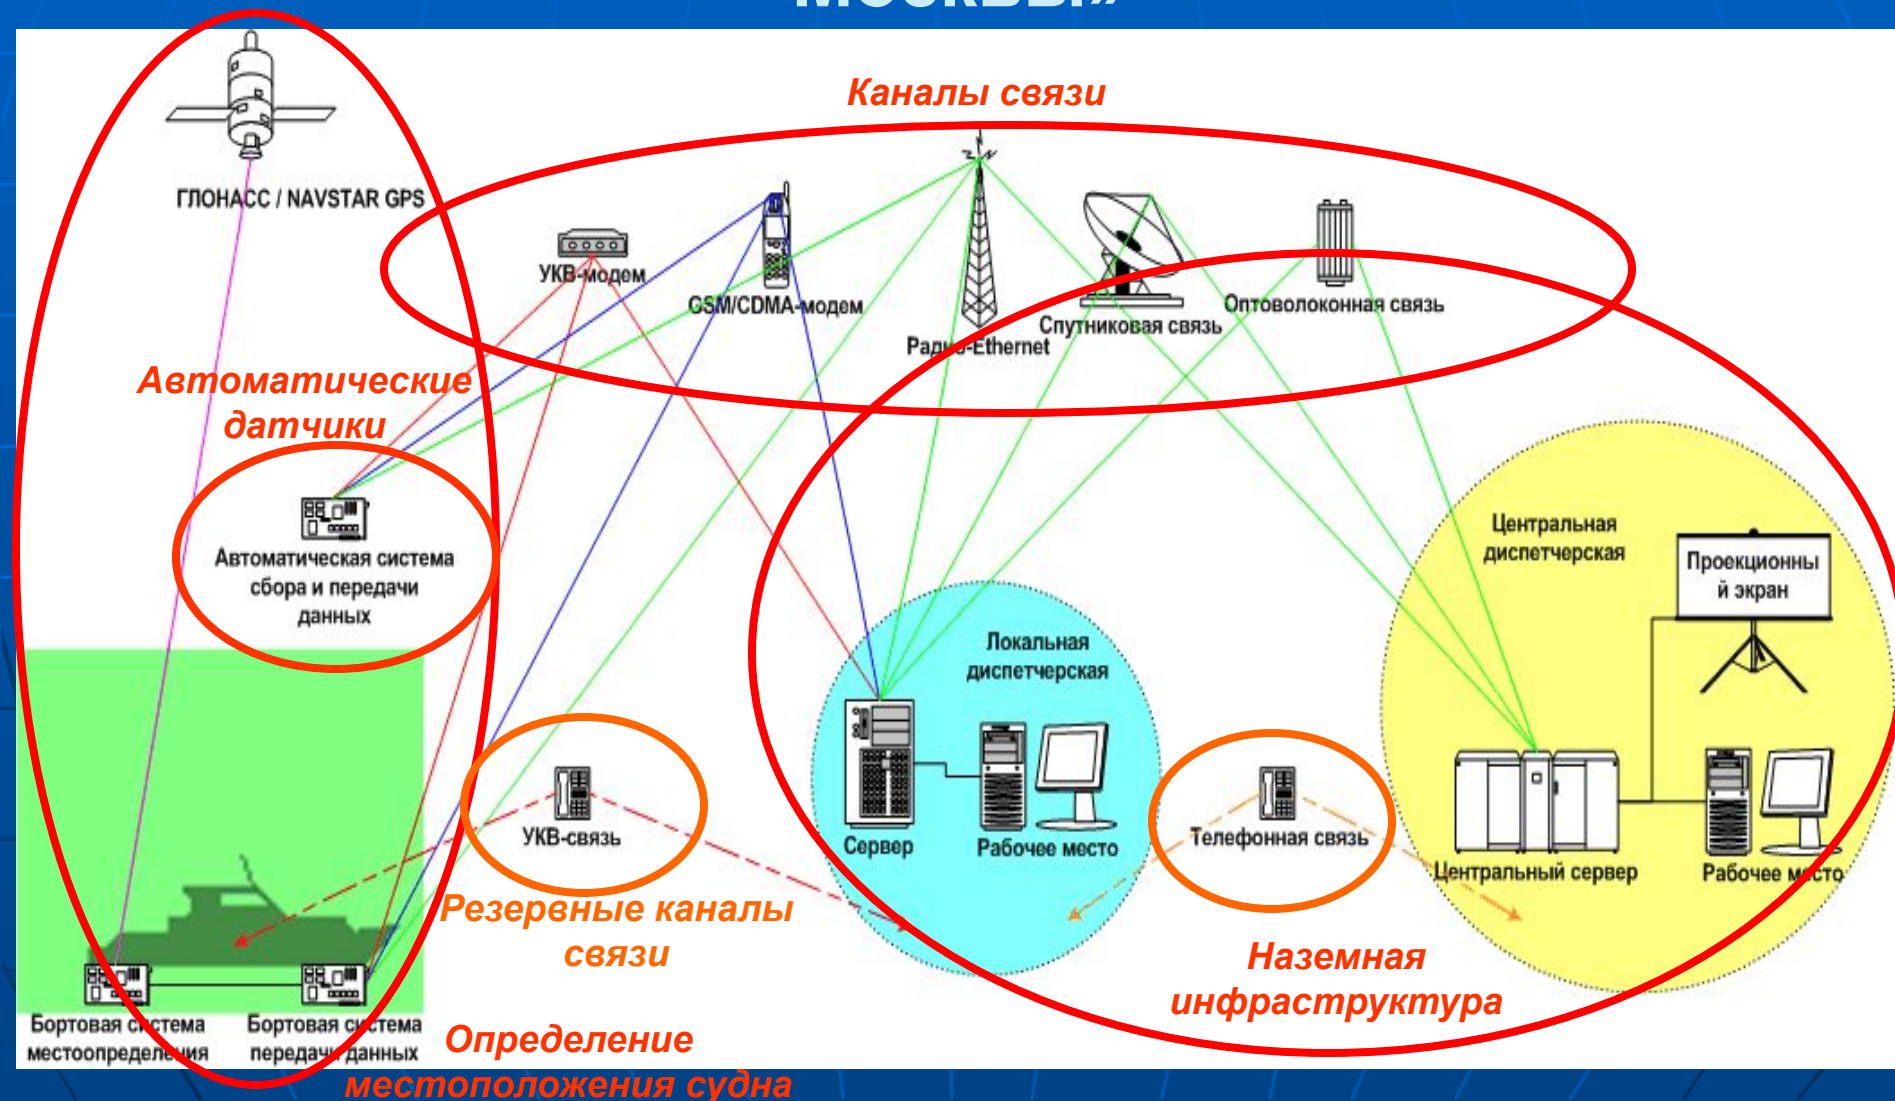 МОСКВЫ»
Каналы связи
ГЛОНАСС / NAVSTAR GPS
УКВ-модем
GSM/CDMA-модем
Радио-Ethernet
Спутниковая связь
Оптоволоконная связь
Автоматические
датчики
Автоматическая система
сбора и передачи
данных
Центральная
диспетчерская
Проекционны
й экран
Локальная
диспетчерская
УКВ-связь
Сервер
Рабочее место
Телефонная связь
Центральный сервер
Рабочее место
Резервные каналы
связи
Наземная
инфраструктура
Бортовая система
местоопределения
Бортовая система
передачи данных
Определение
местоположения судна